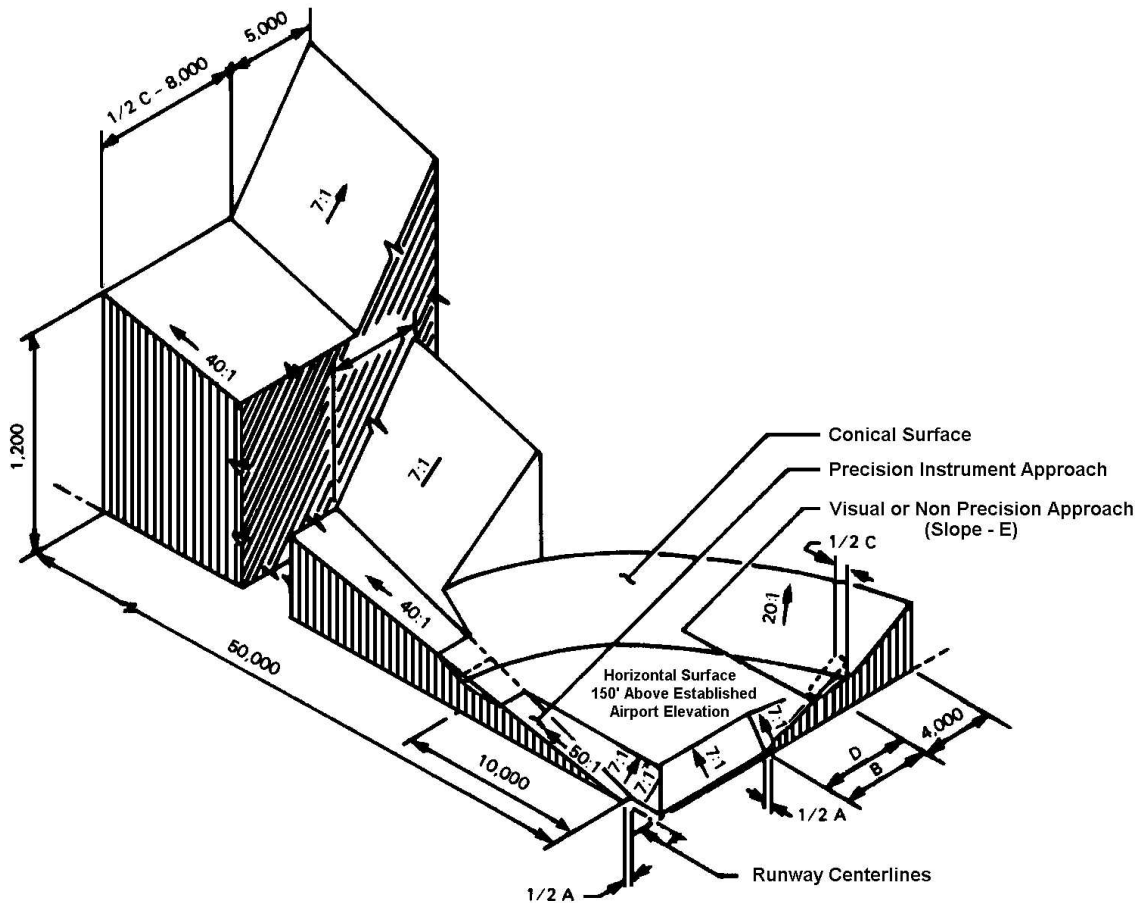 5,000
1/2 C – 8,000
7:1
40:1
1,200
7:1
Conical Surface
Precision Instrument Approach
Visual or Non Precision Approach
(Slope - E)
1/2 C
20:1
40:1
50,000
Horizontal Surface
150' Above Established
Airport Elevation
7:1
4,000
7:1
50:1
7:1
7:1
D
B
10,000
1/2 A
Runway Centerlines
1/2 A